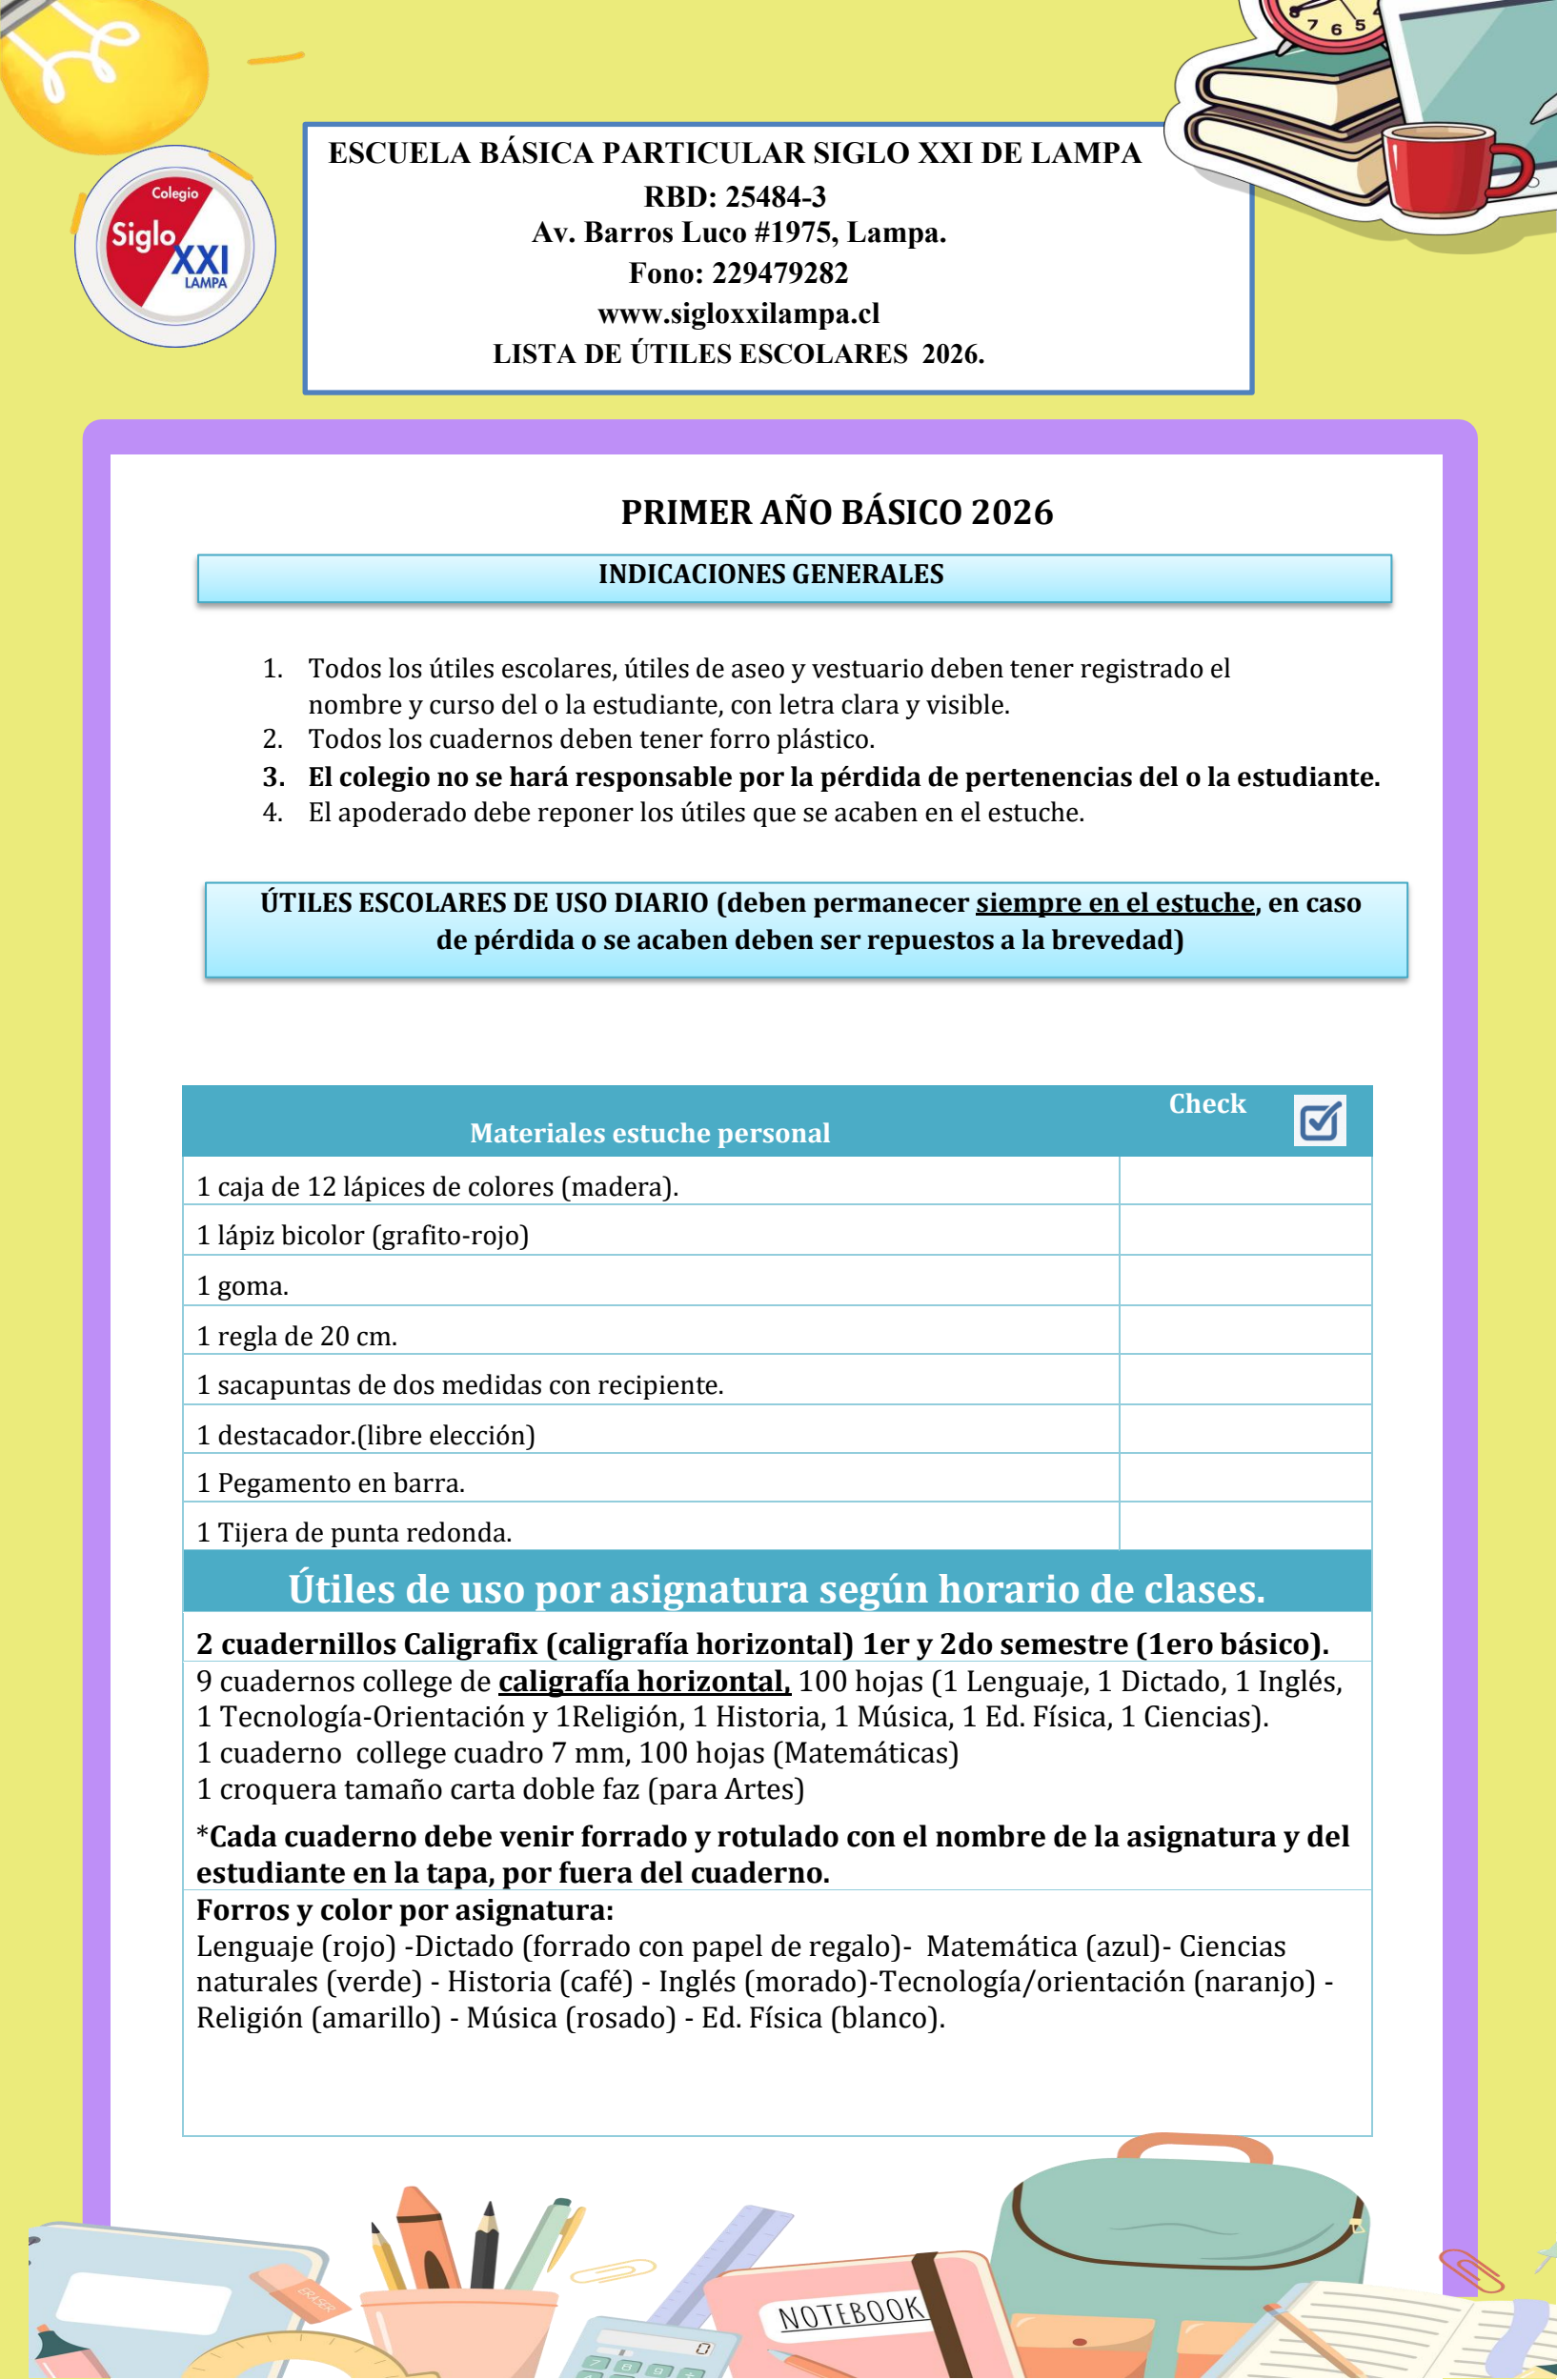 7 6 5
Colegio
Siglo
XXI
LAMPA
ESCUELA BÁSICA PARTICULAR SIGLO XXI DE LAMPA
RBD: 25484-3
Av. Barros Luco #1975, Lampa.
Fono: 229479282
www.sigloxxilampa.cl
LISTA DE ÚTILES ESCOLARES 2026.
PRIMER AÑO BÁSICO 2026
INDICACIONES GENERALES
1. Todos los útiles escolares, útiles de aseo y vestuario deben tener registrado el
nombre y curso del o la estudiante, con letra clara y visible.
2. Todos los cuadernos deben tener forro plástico.
3. El colegio no se hará responsable por la pérdida de pertenencias del o la estudiante.
4. El apoderado debe reponer los útiles que se acaben en el estuche.
ÚTILES ESCOLARES DE USO DIARIO (deben permanecer siempre en el estuche, en caso
de pérdida o se acaben deben ser repuestos a la brevedad)
Materiales estuche personal
Check
1 caja de 12 lápices de colores (madera).
1 lápiz bicolor (grafito-rojo)
1 goma.
1 regla de 20 cm.
1 sacapuntas de dos medidas con recipiente.
1 destacador.(libre elección)
1 Pegamento en barra.
1 Tijera de punta redonda.
Útiles de uso por asignatura según horario de clases.
2 cuadernillos Caligrafix (caligrafía horizontal) 1er y 2do semestre (1ero básico).
9 cuadernos college de caligrafía horizontal, 100 hojas (1 Lenguaje, 1 Dictado, 1 Inglés,
1 Tecnología-Orientación y 1Religión, 1 Historia, 1 Música, 1 Ed. Física, 1 Ciencias).
1 cuaderno college cuadro 7 mm, 100 hojas (Matemáticas)
1 croquera tamaño carta doble faz (para Artes)
*Cada cuaderno debe venir forrado y rotulado con el nombre de la asignatura y del
estudiante en la tapa, por fuera del cuaderno.
Forros y color por asignatura:
Lenguaje (rojo) -Dictado (forrado con papel de regalo)- Matemática (azul)- Ciencias
naturales (verde) - Historia (café) - Inglés (morado)-Tecnología/orientación (naranjo) -
Religión (amarillo) - Música (rosado) - Ed. Física (blanco).
ERASER
NOTEBOOK
0
7 8 9